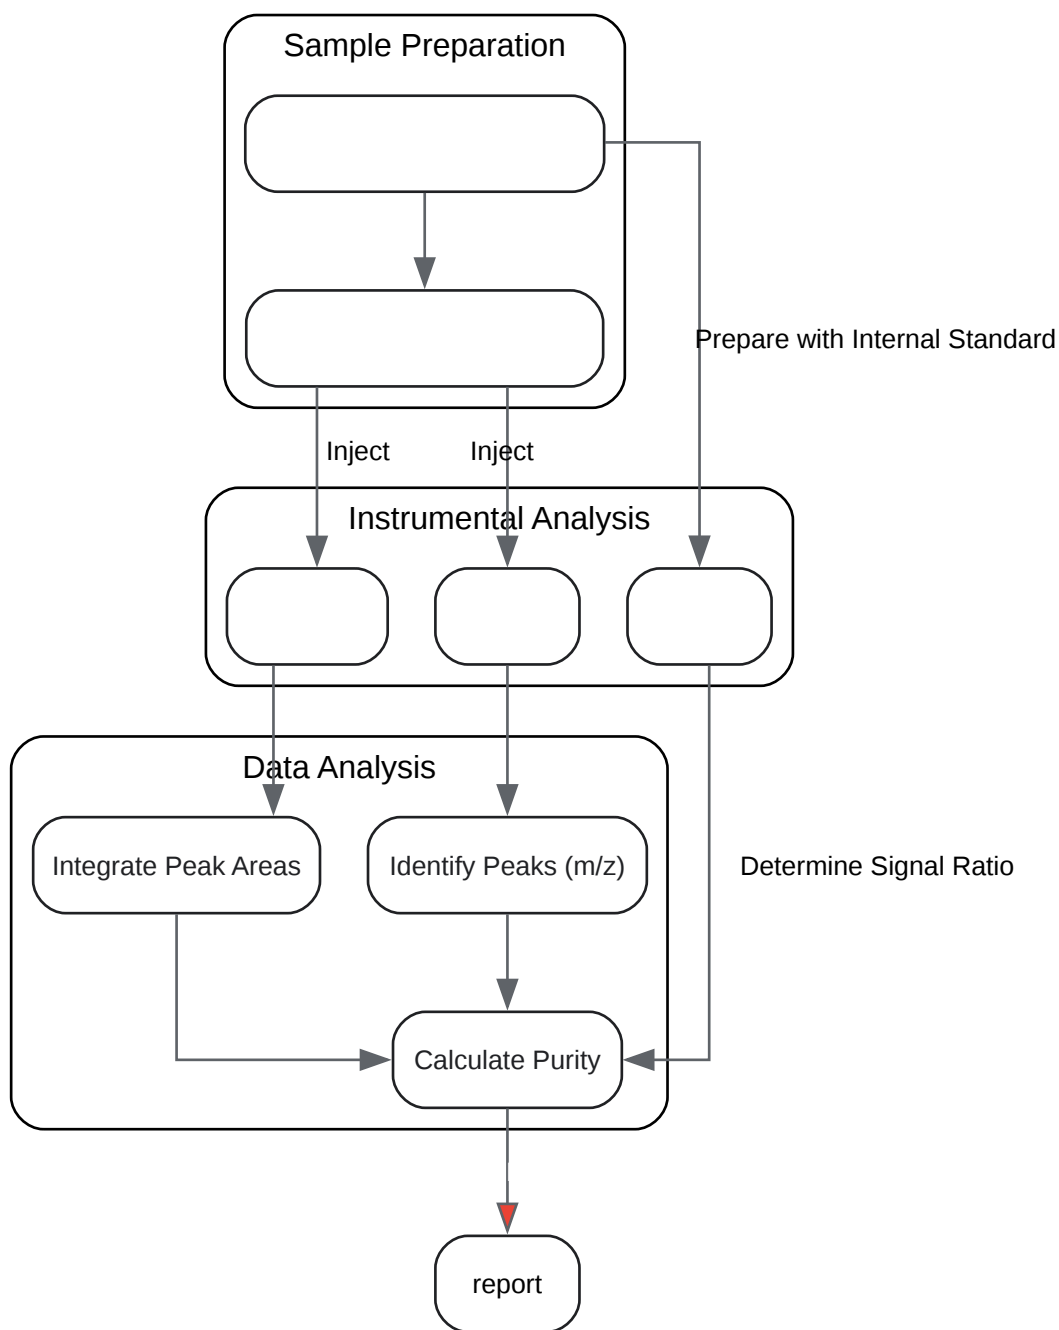 Sample Preparation
Prepare with Internal Standard
Inject
Inject
Instrumental Analysis
Data Analysis
Integrate Peak Areas
Identify Peaks (m/z)
Determine Signal Ratio
Calculate Purity
report